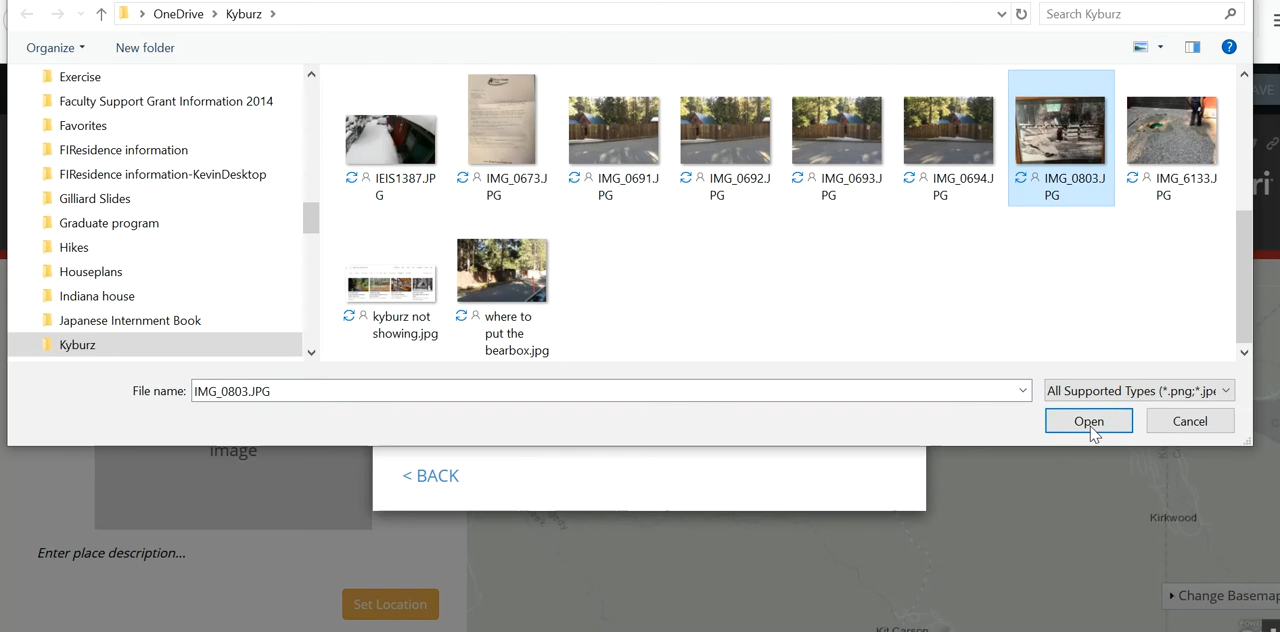 OneDrive > Kyburz >
Search Kyburz
Organize
New folder
?
AVE
Exercise
Faculty Support Grant Information 2014
Favorites
FIResidence information
FIResidence information-KevinDesktop
Gilliard Slides
Graduate program
Hikes
Houseplans
Indiana house
Japanese Internment Book
Kyburz
IEIS1387.JP
G
IMG_0673.J
PG
IMG_0691.J
PG
IMG_0692.J
PG
IMG_0693.J
PG
IMG_0694.J
PG
IMG_0803.J
PG
IMG_6133.J
PG
ri
kyburz not
showing.jpg
where to
put the
bearbox.jpg
File name:
IMG_0803.JPG
All Supported Types (*.png;*.jpe
Open
Cancel
Image
< BACK
Enter place description...
Set Location
Kirkwood
Change Basemap
Kit Carson